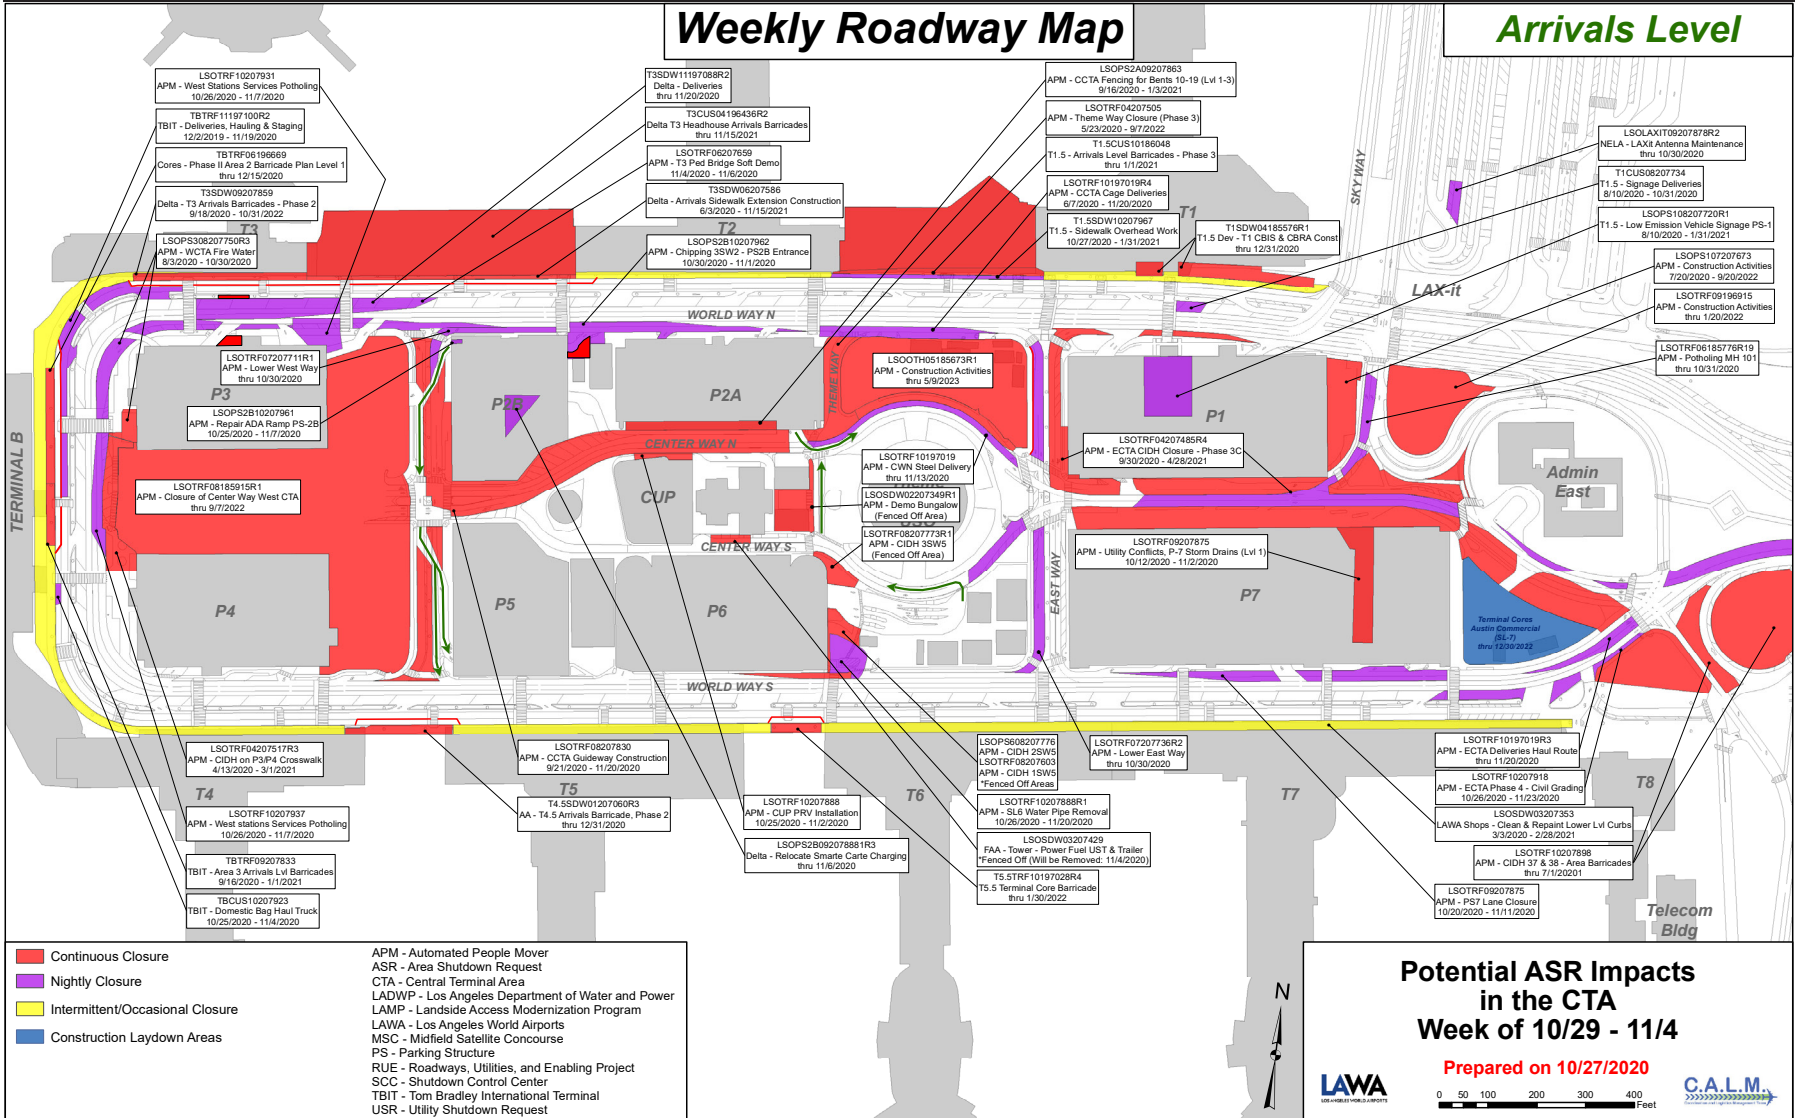 Weekly Roadway Map
Arrivals Level
LSOTRF10207931
APM - West Stations Services Potholing
10/26/2020 - 11/7/2020
TBTRF11197100R2
TBIT - Deliveries, Hauling & Staging
12/2/2019 - 11/19/2020
TBTRF06196669
Cores - Phase II Area 2 Barricade Plan Level 1
thru 12/15/2020
T3SDW09207859
Delta - T3 Arrivals Barricades - Phase 2
9/18/2020 - 10/31/2022
LSOPS308207750R3
APM - WCTA Fire Water
8/3/2020 - 10/30/2020
T3SDW11197088R2
Delta - Deliveries
thru 11/20/2020
T3CUS04196436R2
Delta T3 Headhouse Arrivals Barricades
thru 11/15/2021
LSOTRF06207659
APM - T3 Ped Bridge Soft Demo
11/4/2020 - 11/6/2020
T3SDW06207586
Delta - Arrivals Sidewalk Extension Construction
6/3/2020 - 11/15/2021
LSOPS2B10207962
APM - Chipping 3SW2 - PS2B Entrance
10/30/2020 - 11/1/2020
LSOPS2A09207863
APM - CCTA Fencing for Bents 10-19 (Lvl 1-3)
9/16/2020 - 1/3/2021
LSOTRF04207505
APM - Theme Way Closure (Phase 3)
5/23/2020 - 9/7/2022
T1.5CUS10186048
T1.5 - Arrivals Level Barricades - Phase 3
thru 1/1/2021
LSOTRF10197019R4
APM - CCTA Cage Deliveries
6/7/2020 - 11/20/2020
T1.5SDW10207967
T1.5 - Sidewalk Overhead Work
10/27/2020 - 1/31/2021
T1SDW04185576R1
T1.5 Dev - T1 CBIS & CBRA Const
thru 12/31/2020
LSOLAXIT09207878R2
NELA - LAXit Antenna Maintenance
thru 10/30/2020
T1CUS08207734
T1.5 - Signage Deliveries
8/10/2020 - 10/31/2020
LSOPS108207720R1
T1.5 - Low Emission Vehicle Signage PS-1
8/10/2020 - 1/31/2021
LSOPS107207673
APM - Construction Activities
7/20/2020 - 9/20/2022
LSOTRF09196915
APM - Construction Activities
thru 1/20/2022
LSOTRF06185776R19
APM - Potholing MH 101
thru 10/31/2020
T3
T2
T1
SKY WAY
LAX-it
WORLD WAY N
LSOTRF07207711R1
APM - Lower West Way
thru 10/30/2020
LSOPS2B10207961
APM - Repair ADA Ramp PS-2B
10/25/2020 - 11/7/2020
LSOOTH05185673R1
APM - Construction Activities
thru 5/9/2023
P3
P2B
P2A
THEME WAY
P1
CENTER WAY N
LSOTRF04207485R4
APM - ECTA CIDH Closure - Phase 3C
9/30/2020 - 4/28/2021
LSOTRF10197019
APM - CWN Steel Delivery
thru 11/13/2020
LSOSDW02207349R1
APM - Demo Bungalow
(Fenced Off Area)
LSOTRF08207773R1
APM - CIDH 3SW5
(Fenced Off Area)
TERMINAL B
LSOTRF08185915R1
APM - Closure of Center Way West CTA
thru 9/7/2022
CUP
CENTER WAY S
Admin
East
LSOTRF09207875
APM - Utility Conflicts, P-7 Storm Drains (Lvl 1)
10/12/2020 - 11/2/2020
EAST WAY
P4
P5
P6
P7
Terminal Cores
Austin Commercial
(SL-7)
thru 12/30/2022
WORLD WAY S
LSOTRF04207517R3
APM - CIDH on P3/P4 Crosswalk
4/13/2020 - 3/1/2021
LSOTRF10207937
APM - West stations Services Potholing
10/26/2020 - 11/7/2020
TBTRF09207833
TBIT - Area 3 Arrivals Lvl Barricades
9/16/2020 - 1/1/2021
TBCUS10207923
TBIT - Domestic Bag Haul Truck
10/25/2020 - 11/4/2020
LSOTRF08207830
APM - CCTA Guideway Construction
9/21/2020 - 11/20/2020
T4.5SDW01207060R3
AA - T4.5 Arrivals Barricade, Phase 2
thru 12/31/2020
LSOTRF10207888
APM - CUP PRV Installation
10/25/2020 - 11/2/2020
LSOPS2B092078881R3
Delta - Relocate Smarte Carte Charging
thru 11/6/2020
LSOPS608207776
APM - CIDH 2SW5
LSOTRF08207603
APM - CIDH 1SW5
*Fenced Off Areas
LSOTRF10207888R1
APM - SL6 Water Pipe Removal
10/26/2020 - 11/20/2020
LSOSDW03207429
FAA - Tower - Power Fuel UST & Trailer
*Fenced Off (Will be Removed: 11/4/2020)
T5.5TRF10197028R4
T5.5 Terminal Core Barricade
thru 1/30/2022
LSOTRF07207736R2
APM - Lower East Way
thru 10/30/2020
LSOTRF10197019R3
APM - ECTA Deliveries Haul Route
thru 11/20/2020
LSOTRF10207918
APM - ECTA Phase 4 - Civil Grading
10/26/2020 - 11/23/2020
LSOSDW03207353
LAWA Shops - Clean & Repaint Lower Lvl Curbs
3/3/2020 - 2/28/2021
LSOTRF10207898
APM - CIDH 37 & 38 - Area Barricades
thru 7/1/20201
LSOTRF09207875
APM - PS7 Lane Closure
10/20/2020 - 11/11/2020
T4
T5
T6
T7
T8
Telecom
Bldg
Continuous Closure
Nightly Closure
Intermittent/Occasional Closure
Construction Laydown Areas
APM - Automated People Mover
ASR - Area Shutdown Request
CTA - Central Terminal Area
LADWP - Los Angeles Department of Water and Power
LAMP - Landside Access Modernization Program
LAWA - Los Angeles World Airports
MSC - Midfield Satellite Concourse
PS - Parking Structure
RUE - Roadways, Utilities, and Enabling Project
SCC - Shutdown Control Center
TBIT - Tom Bradley International Terminal
USR - Utility Shutdown Request
N
Potential ASR Impacts
in the CTA
Week of 10/29 - 11/4
Prepared on 10/27/2020
LAWA
LOS ANGELES WORLD AIRPORTS
0 50 100 200 300 400
Feet
C.A.L.M.